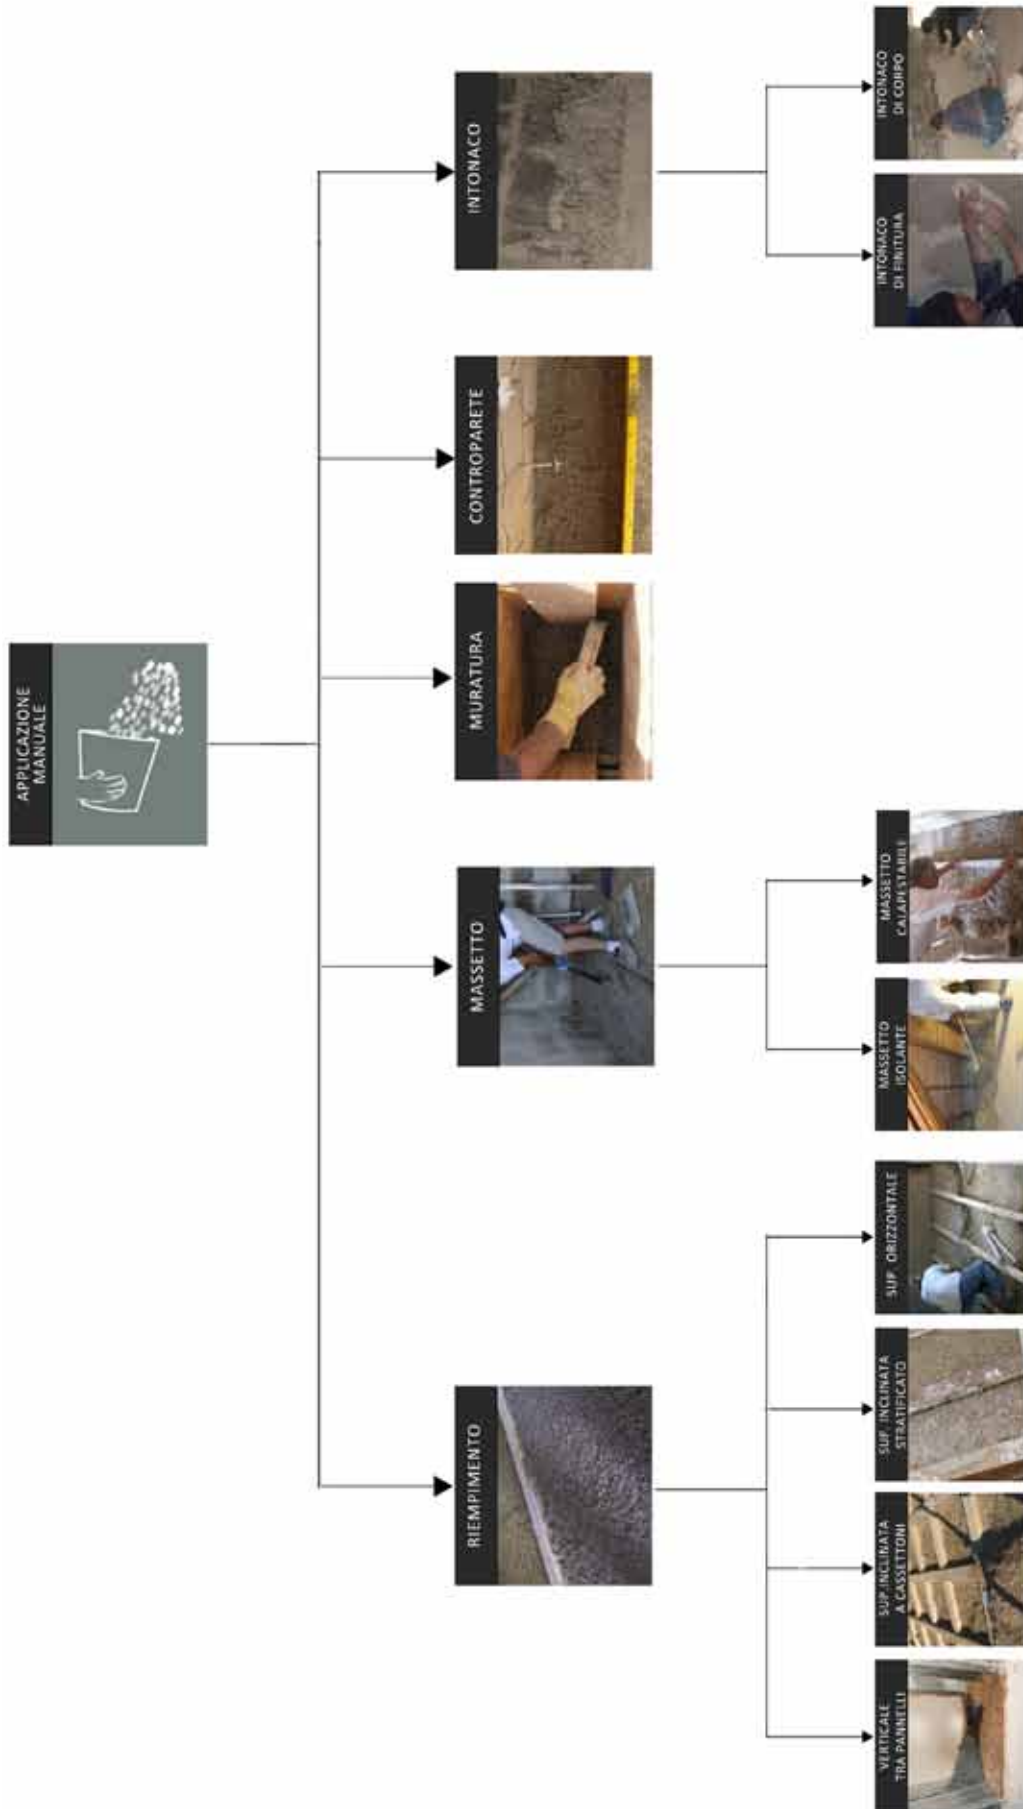 APPLICAZIONE
MANUALE
RIEMPIMENTO
MASSETTO
MURATURA
CONTROPARETE
INTONACO
VERTICALE
TRA PANNELLI
SUP.INCLINATA
A CASSETTONI
SUP. INCLINATA
STRATIFICATO
SUP. ORIZZONTALE
MASSETTO
ISOLANTE
MASSETTO
CALAPESTABILE
INTONACO
DI FINITURA
INTONACO
DI CORPO